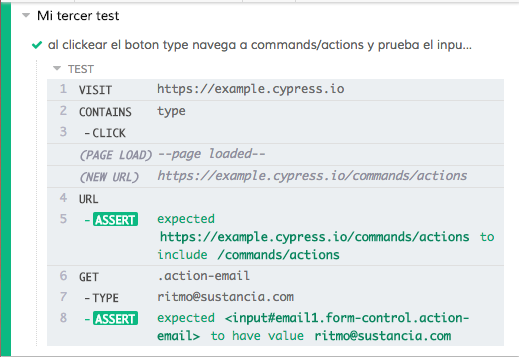 Mi tercer test
al clickear el boton type navega a commands/actions y prueba el inpu...
TEST
1 VISIT https://example.cypress.io
2 CONTAINS type
3 -CLICK
(PAGE LOAD) --page loaded--
(NEW URL) https://example.cypress.io/commands/actions
4 URL
5 -ASSERT expected
https://example.cypress.io/commands/actions to
include /commands/actions
6 GET .action-email
7 -TYPE ritmo@sustancia.com
8 -ASSERT expected <input#email1.form-control.action-
email> to have value ritmo@sustancia.com